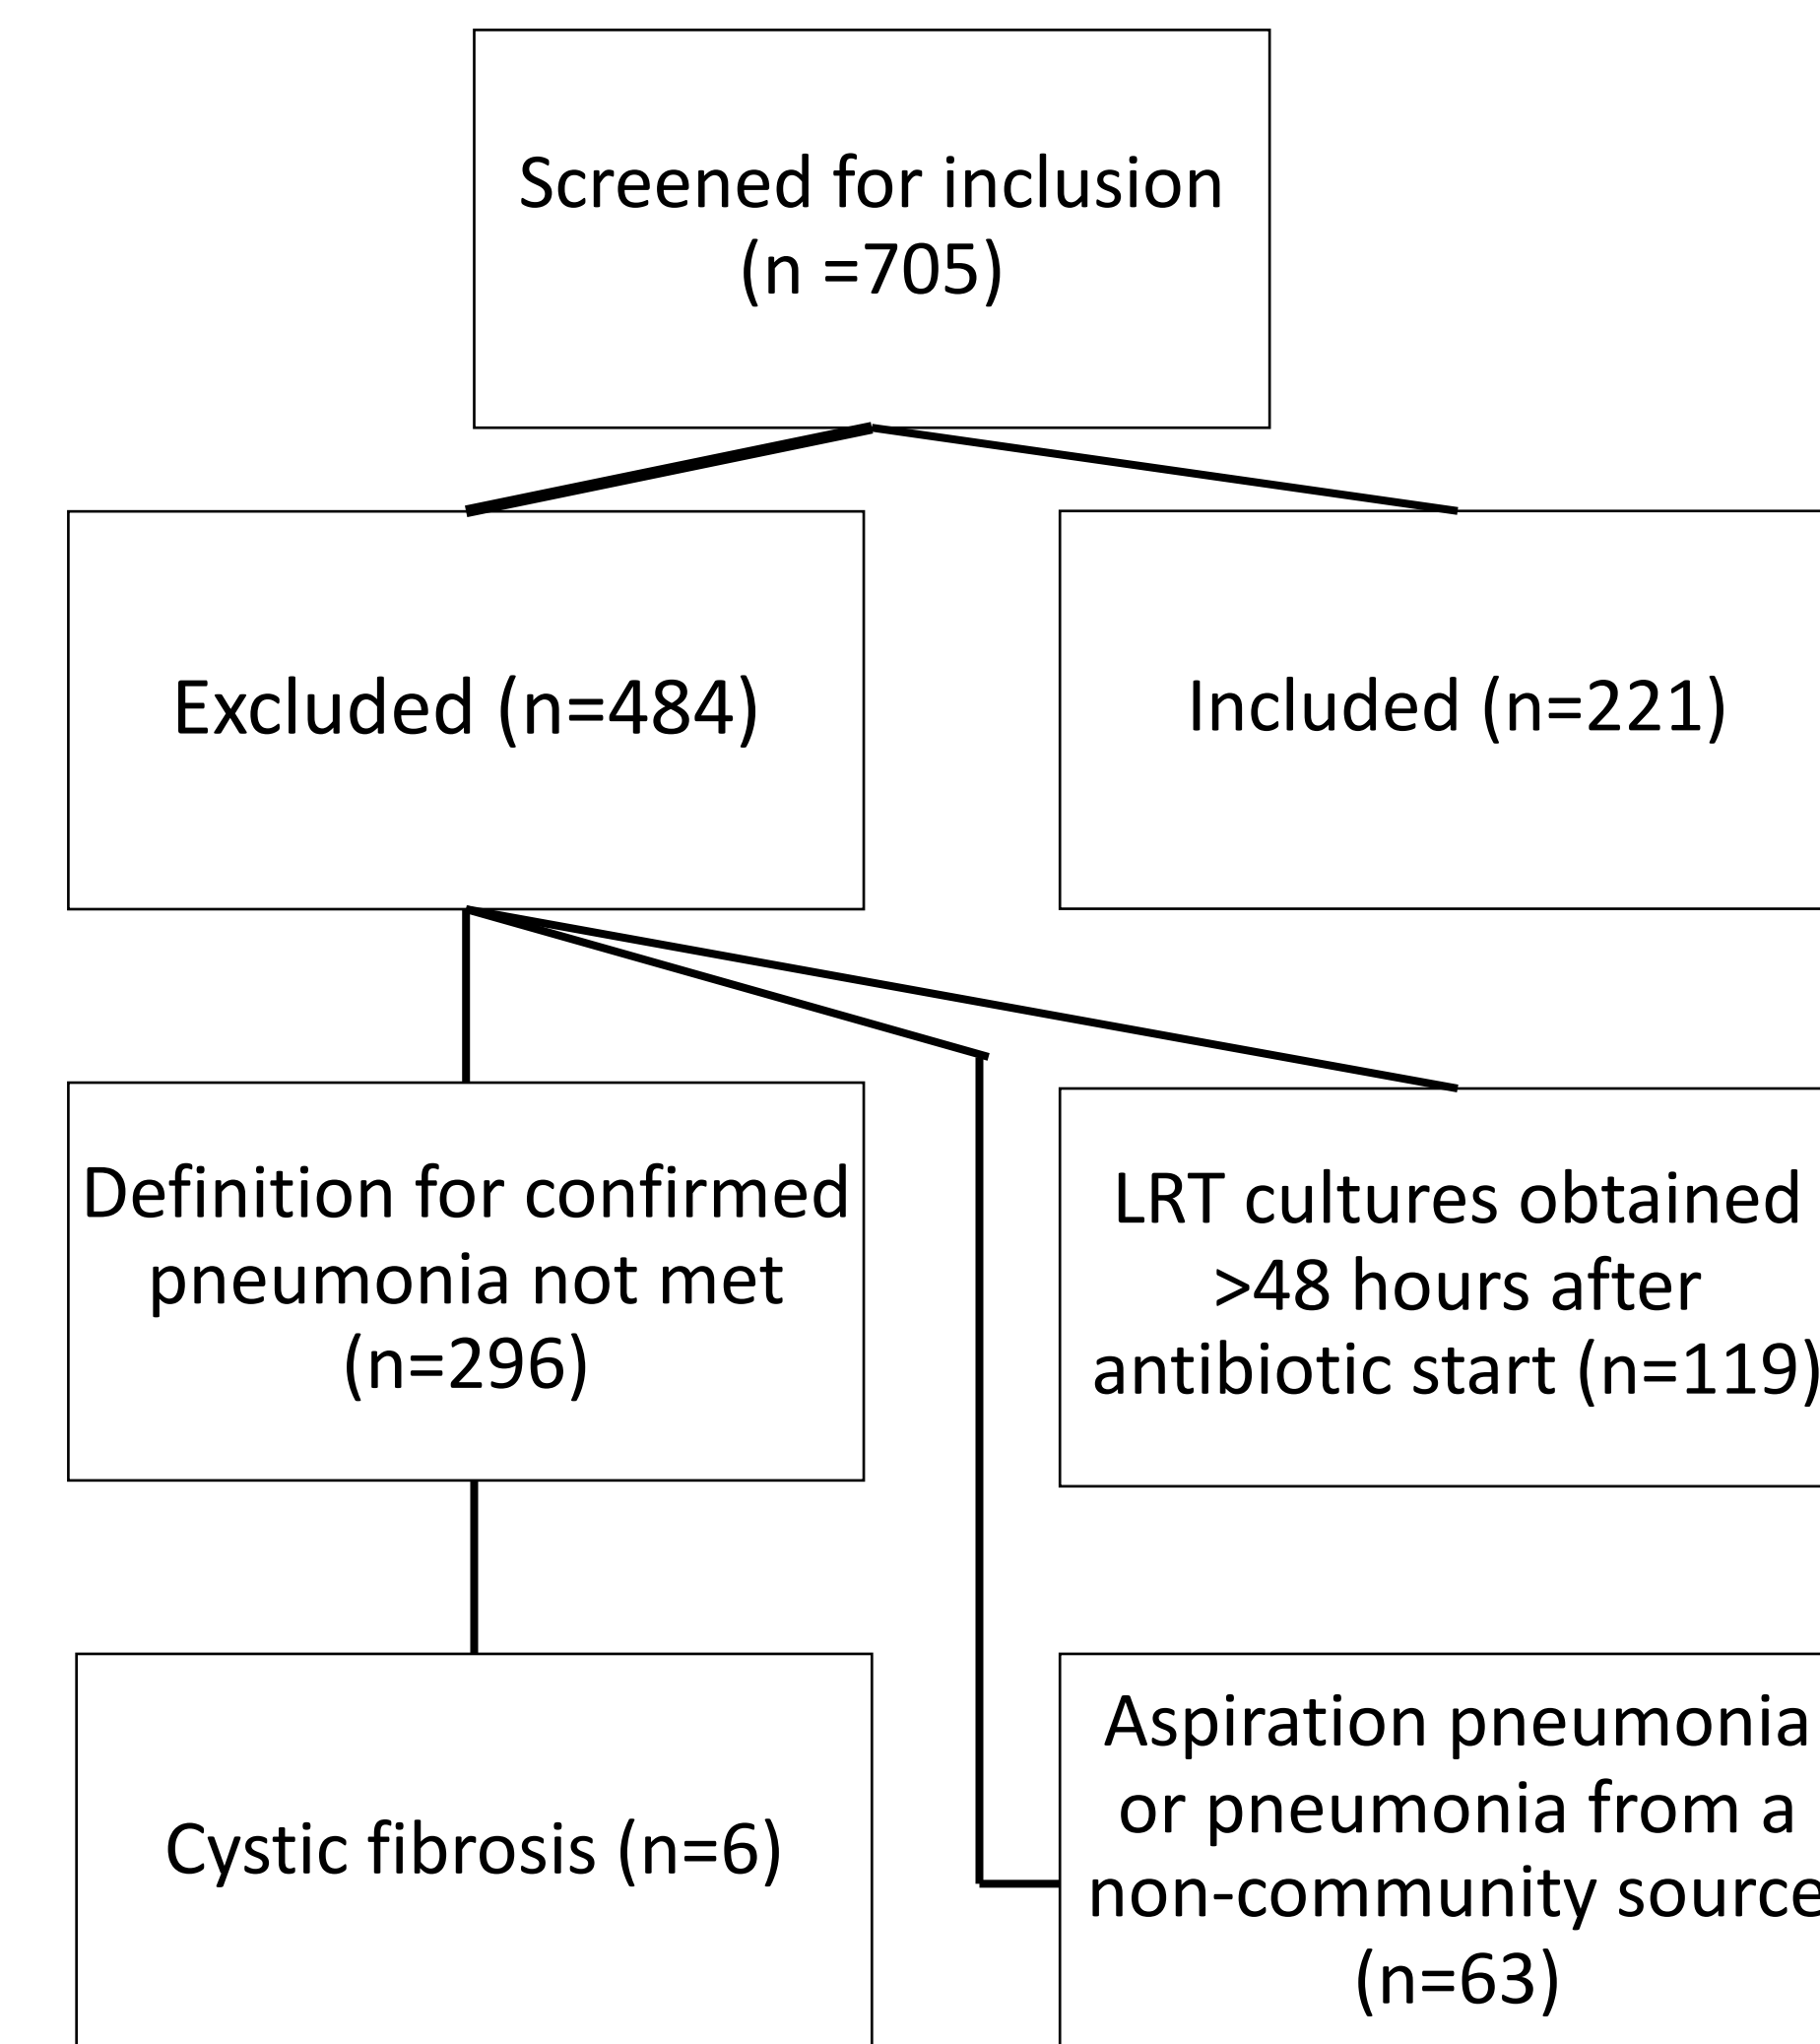 Screened for inclusion
(n =705)
Excluded (n=484)
Included (n=221)
Definition for confirmed
pneumonia not met
(n=296)
LRT cultures obtained
>48 hours after
antibiotic start (n=119)
Cystic fibrosis (n=6)
Aspiration pneumonia
or pneumonia from a
non-community source
(n=63)